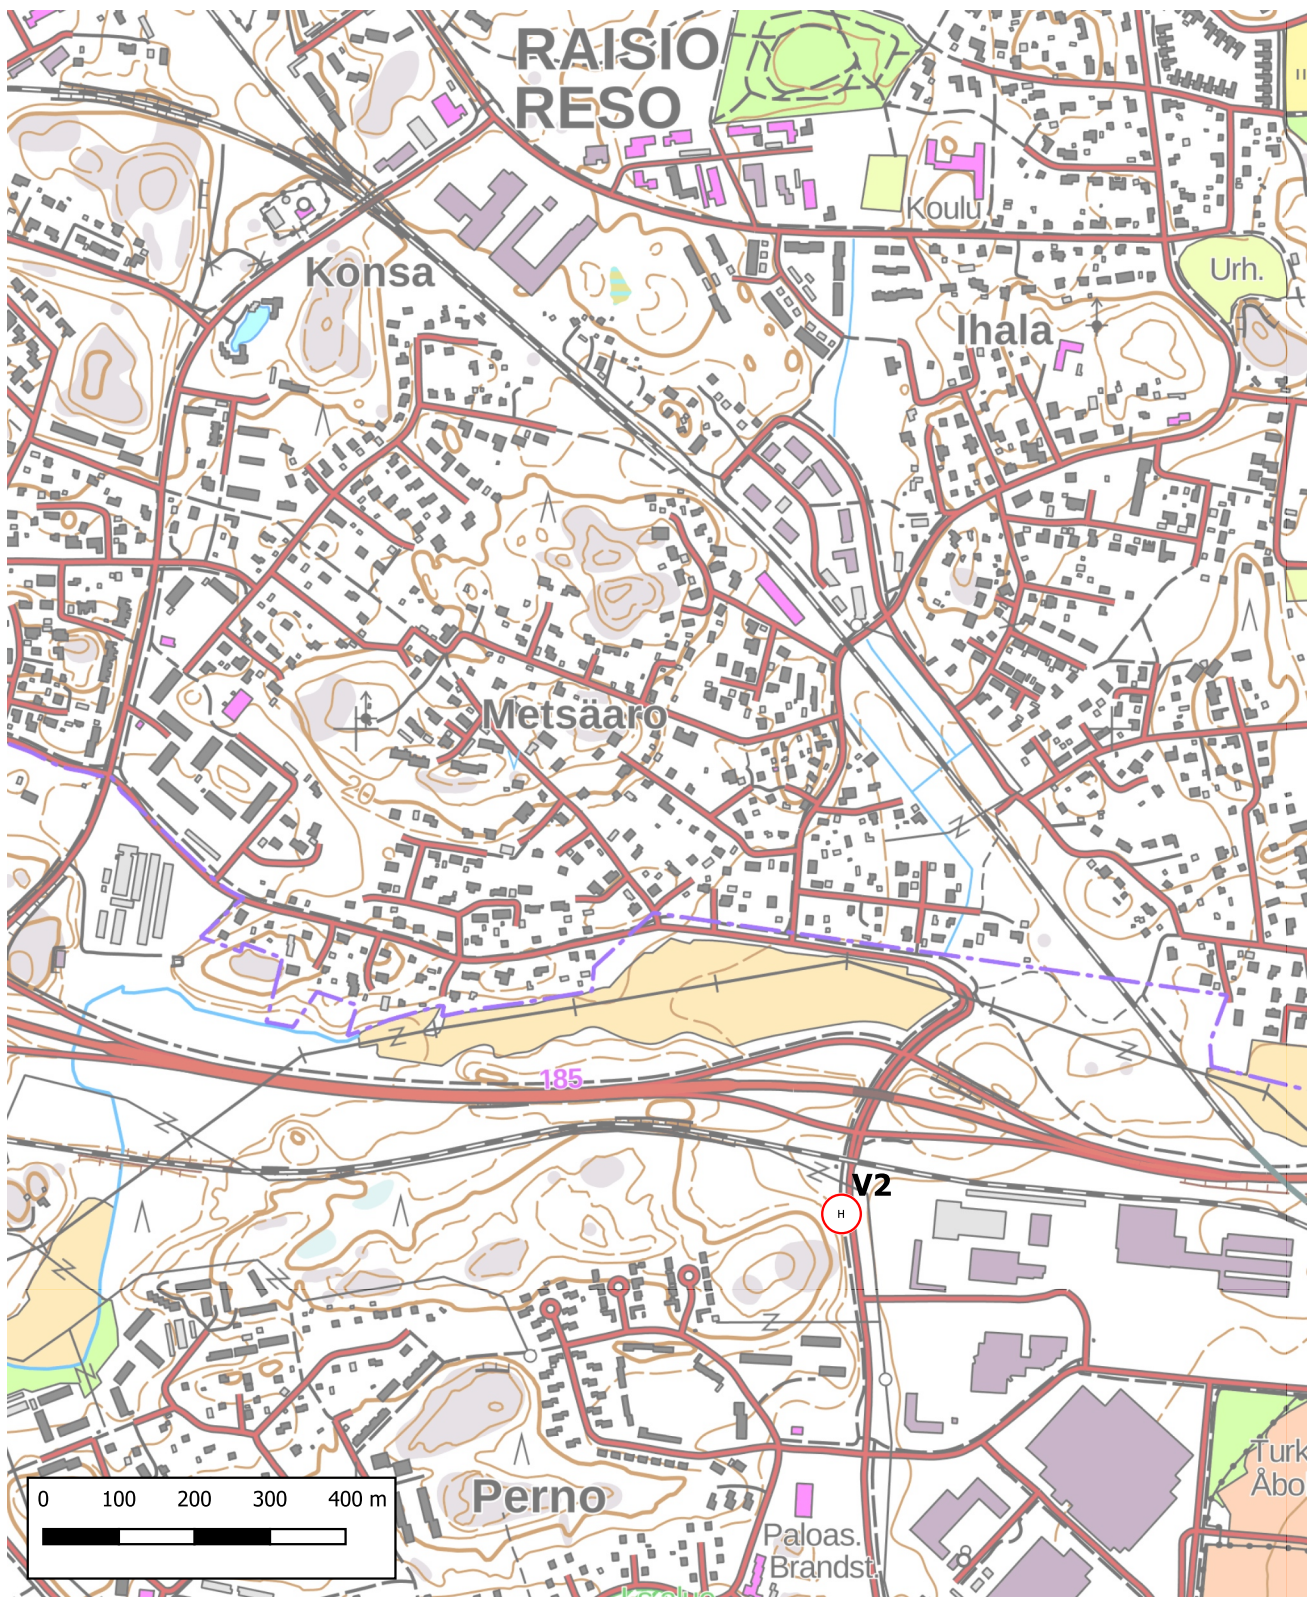 RAISIO
RESO
Koulu
Konsa
Urh.
Ihala
Metsäaro
20
185
V2
H
Turk
Åbo
Perno
Paloas.
Brandst.
0 100 200 300 400 m